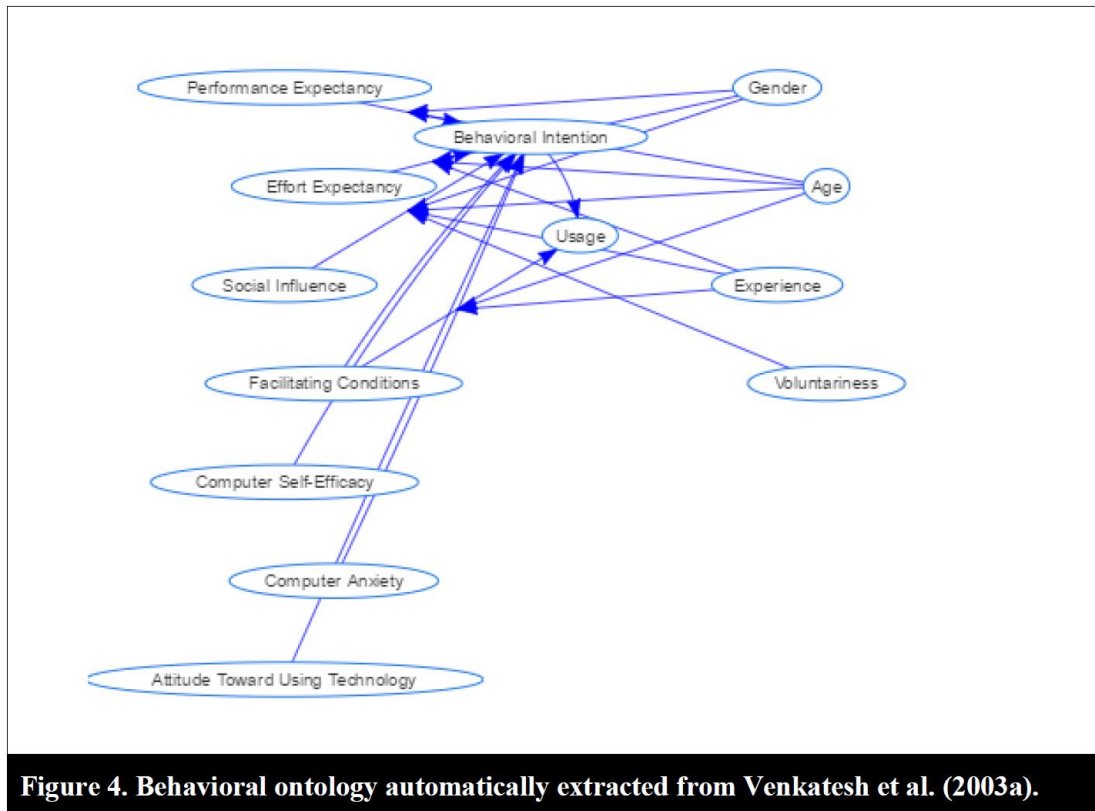 Performance Expectancy
Gender
Behavioral Intention
Effort Expectancy
Age
Usage
Social Influence
Experience
Facilitating Conditions
Voluntariness
Computer Self-Efficacy
Computer Anxiety
Attitude Toward Using Technology
Figure 4. Behavioral ontology automatically extracted from Venkatesh et al. (2003a).